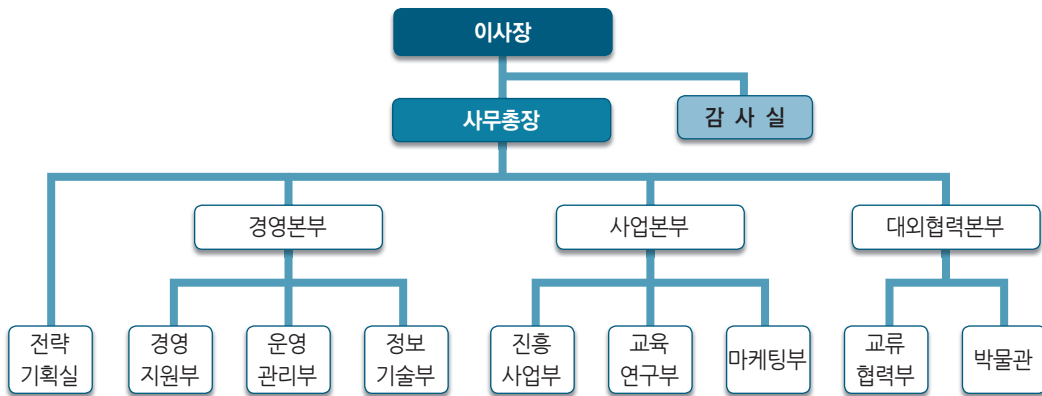 이사장
사무총장
감 사 실
경영본부
사업본부
대외협력본부
전략
기획실
경영
지원부
운영
관리부
정보
기술부
진흥
사업부
교육
연구부
마케팅부
교류
협력부
박물관